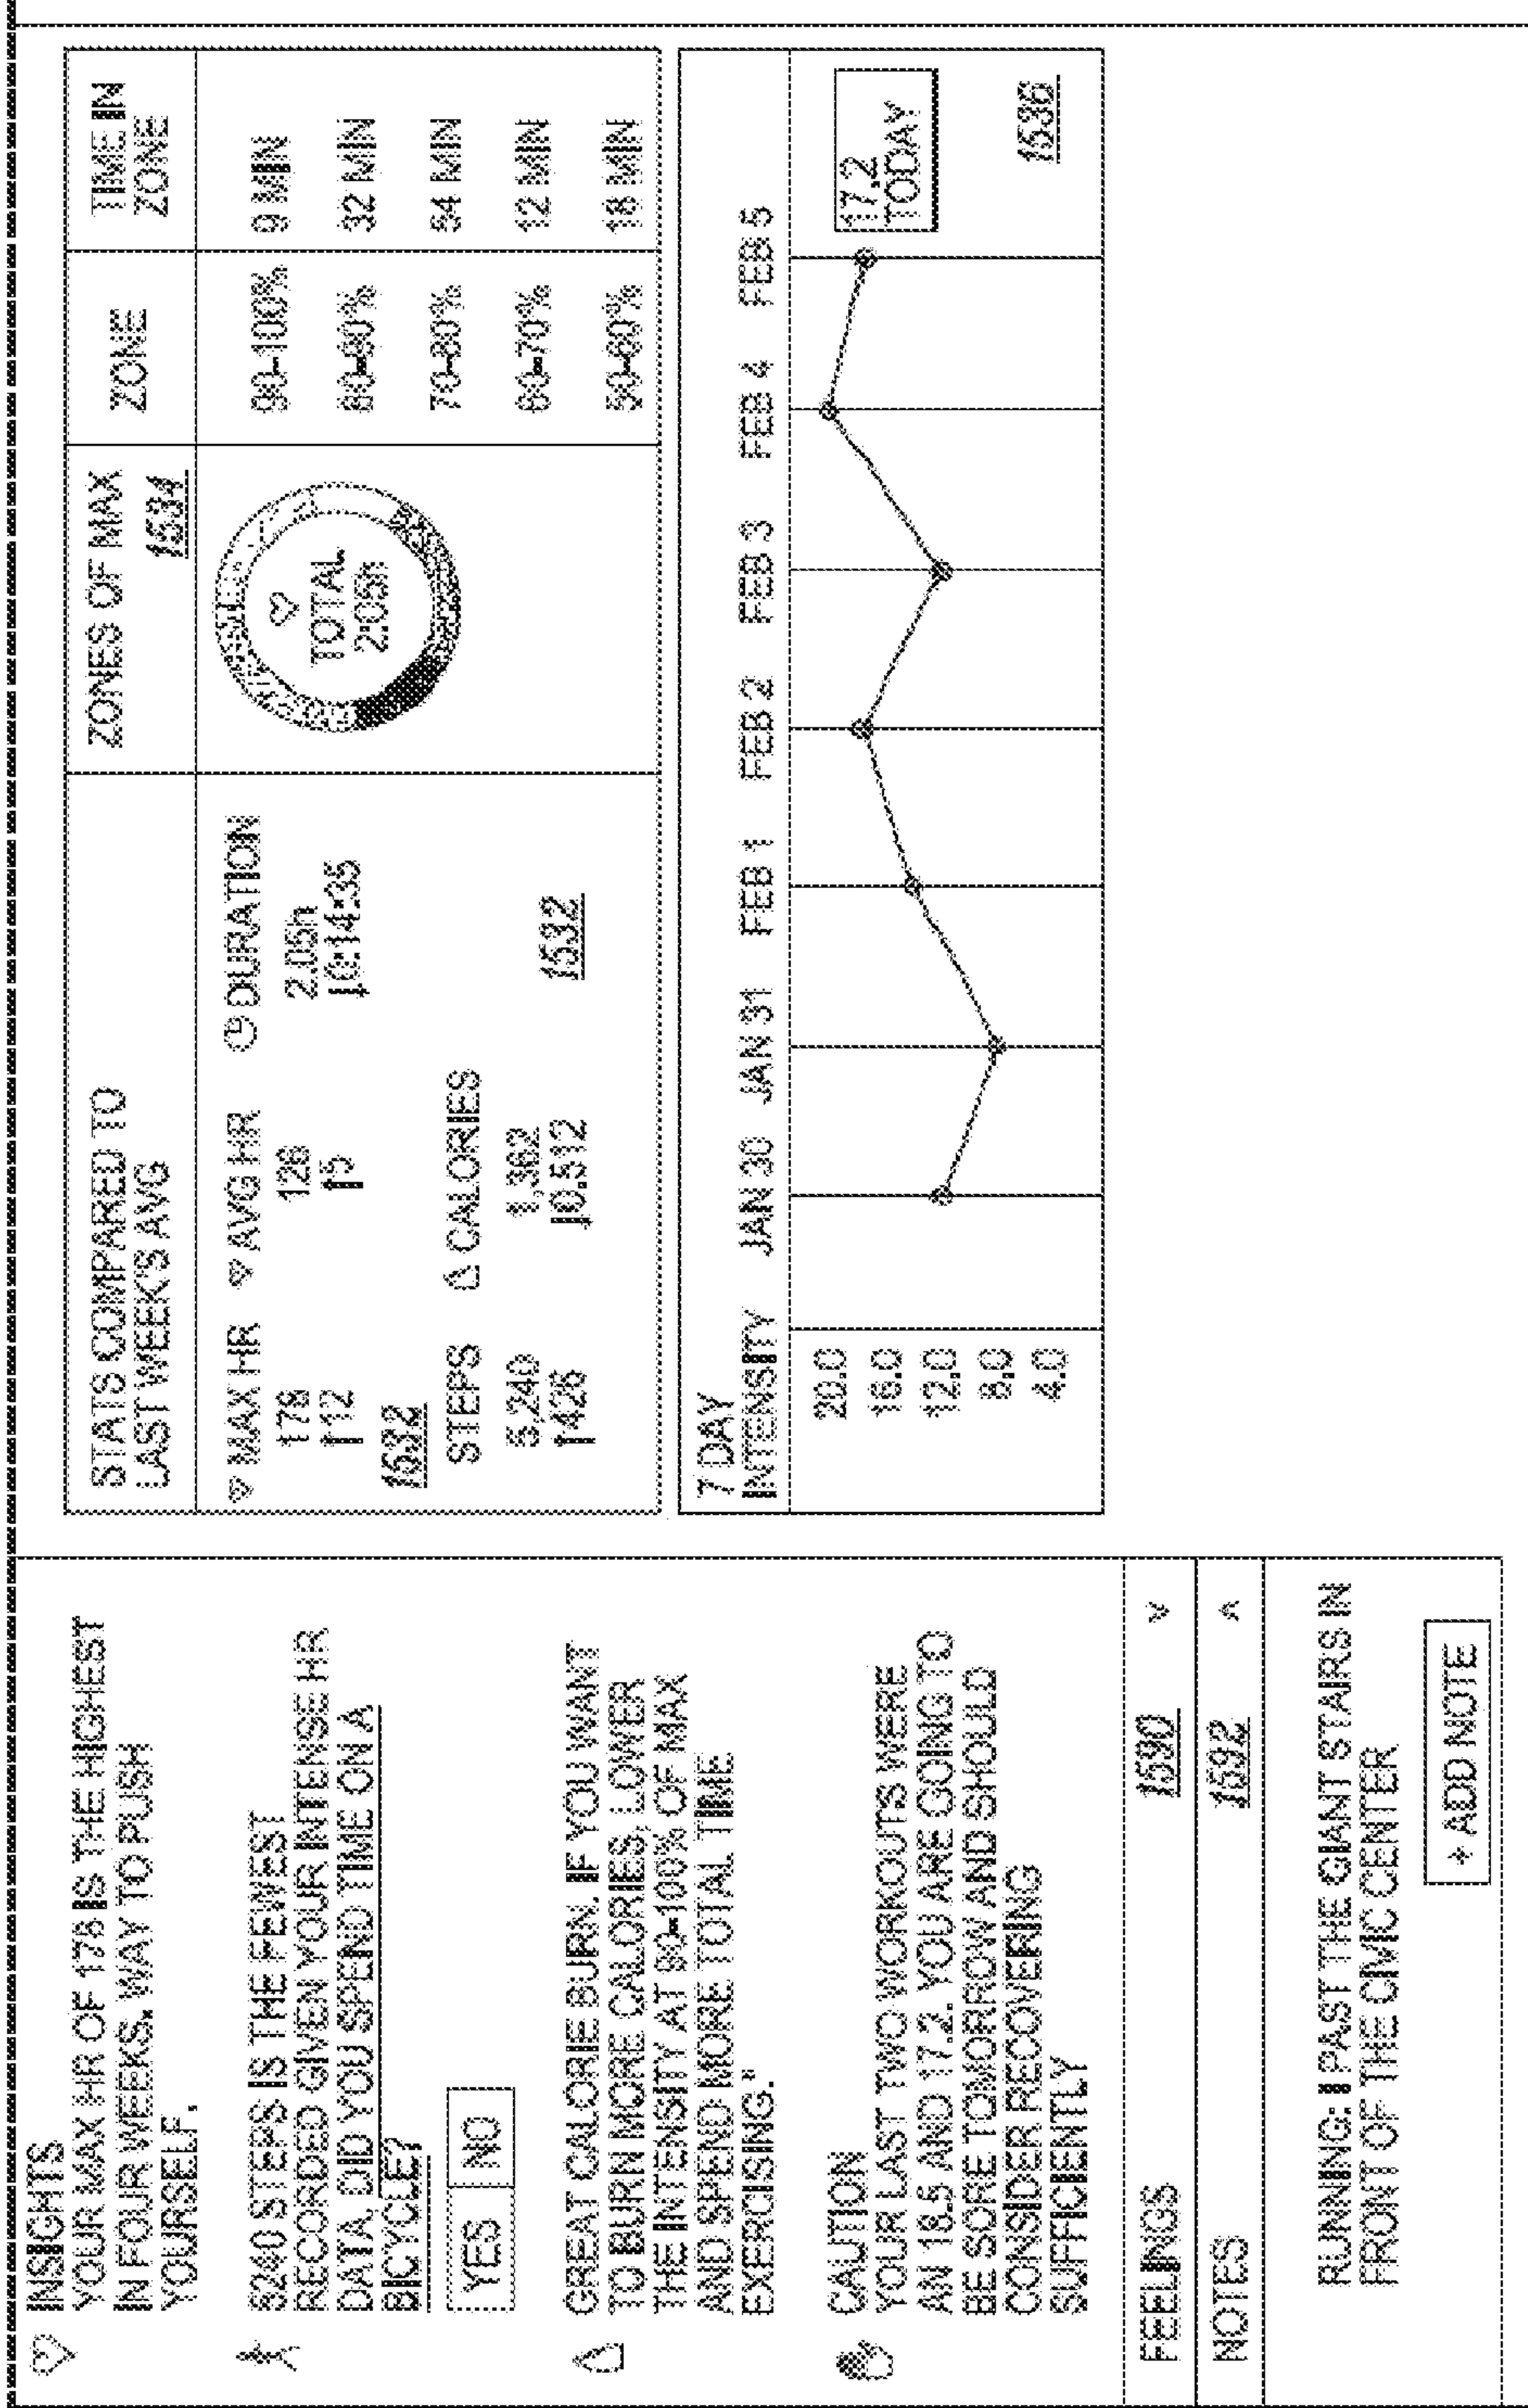 INSIGHTS
YOUR MAX HR OF 178 IS THE HIGHEST
IN FOUR WEEKS. WAY TO PUSH
YOURSELF.
5240 STEPS IS THE FEWEST
RECORDED GIVEN YOUR INTENSE HR
DATA, DID YOU SPEND TIME ON A
BICYCLE?
YES NO
GREAT CALORIE BURN. IF YOU WANT
TO BURN MORE CALORIES, LOWER
THE INTENSITY AT 90-100% OF MAX
AND SPEND MORE TOTAL TIME
EXERCISING."
CAUTION
YOUR LAST TWO WORKOUTS WERE
AN 18.5 AND 17.2. YOU ARE GOING TO
BE SORE TOMORROW AND SHOULD
CONSIDER RECOVERING
SUFFICIENTLY
FEELINGS 1590 v
NOTES 1592 ^
RUNNING: I PAST THE GIANT STAIRS IN
FRONT OF THE CIVIC CENTER
+ ADD NOTE
STATS COMPARED TO
LAST WEEK'S AVG
MAX HR AVG HR DURATION
178 128 2.05h
↑12 ↑5 ↓0:14:35
1532
STEPS CALORIES
5,240 1,362
↑426 ↓0.512
1532
ZONES OF MAX
1534
TOTAL
2:05h
ZONE TIME IN
ZONE
90-100% 9 MIN
80-90% 32 MIN
70-80% 54 MIN
60-70% 12 MIN
50-60% 18 MIN
7 DAY
INTENSITY JAN 30 JAN 31 FEB 1 FEB 2 FEB 3 FEB 4 FEB 5
20.0
16.0
12.0
8.0
4.0
17.2
TODAY
1536